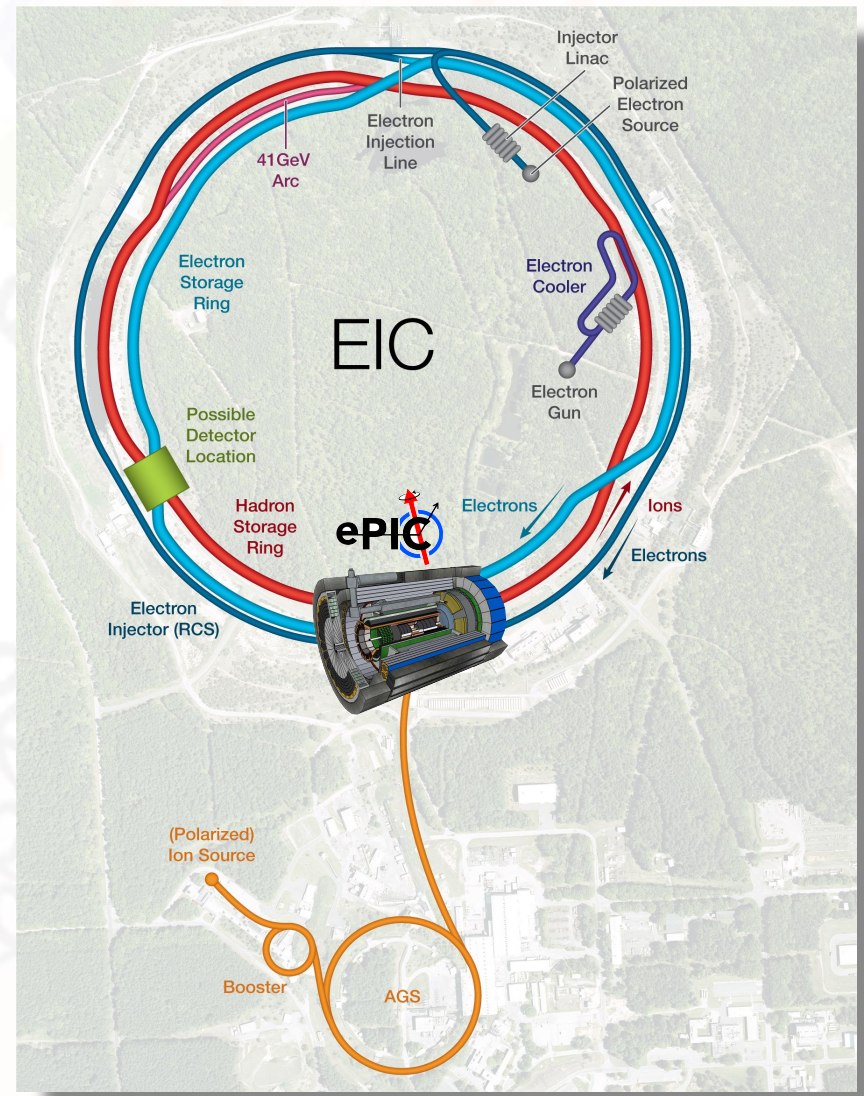 Injector
Linac
Polarized
Electron
Source
Electron
Injection
Line
41GeV
Arc
Electron
Storage
Ring
Electron
Cooler
EIC
Electron
Gun
Possible
Detector
Location
Hadron
Storage
Ring
ePIC
Electrons
Ions
Electrons
Electron
Injector (RCS)
(Polarized)
Ion Source
Booster
AGS